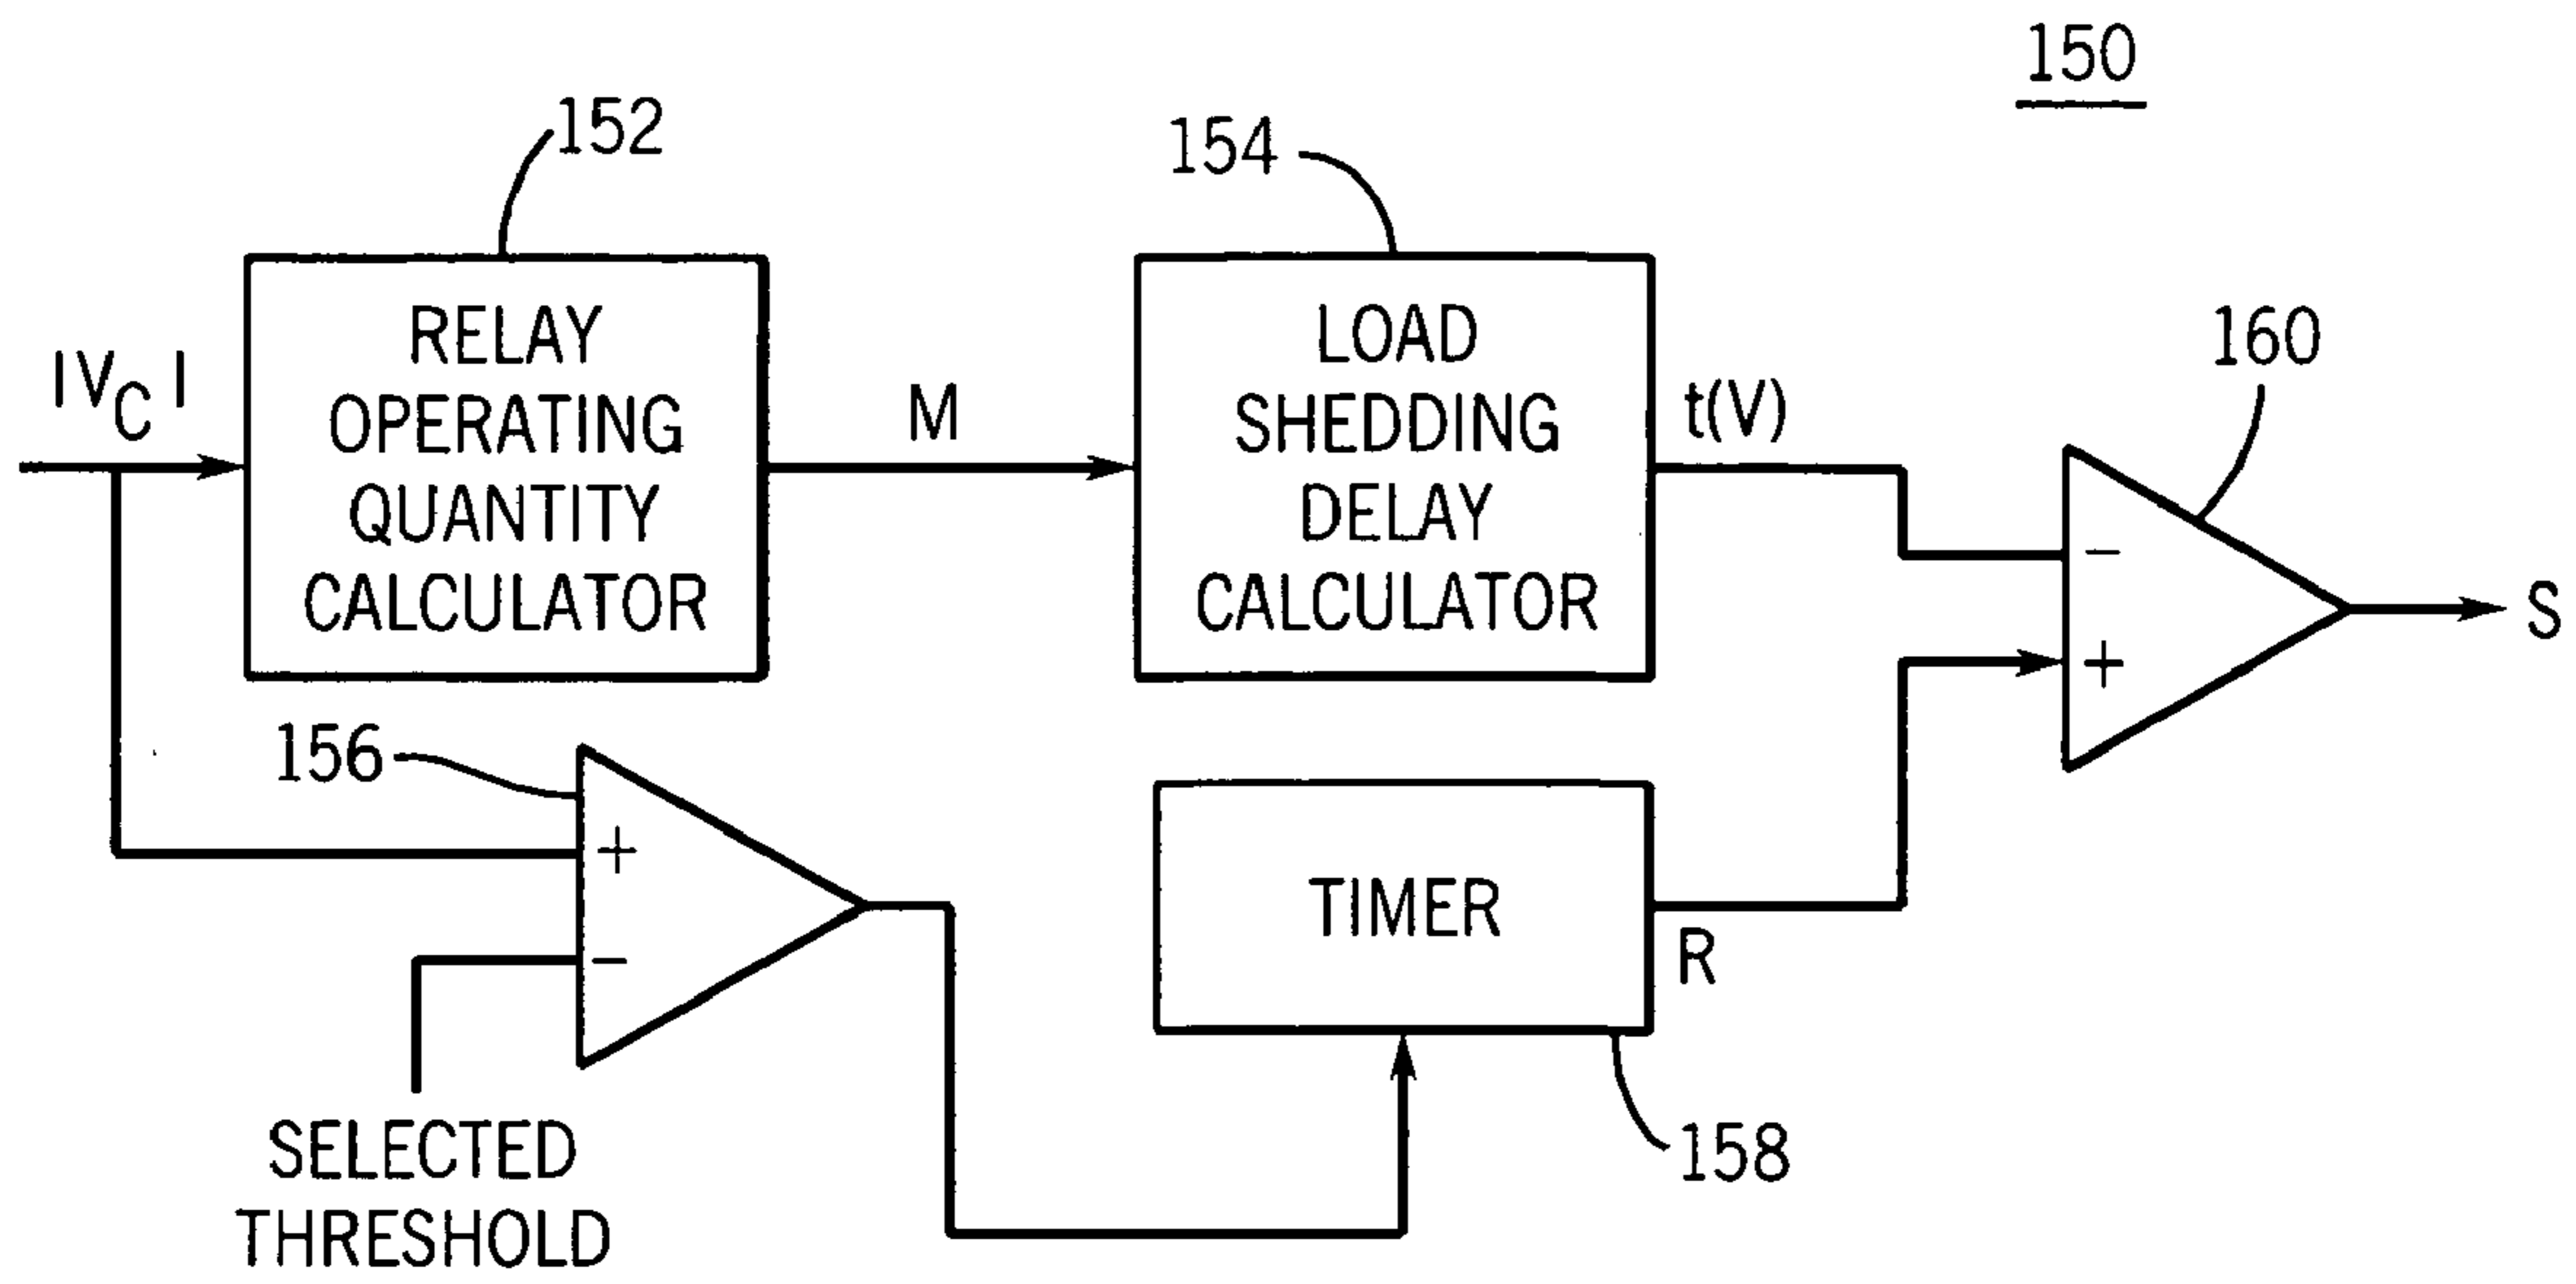 150
152
154
160
|V_C|
RELAY
OPERATING
QUANTITY
CALCULATOR
M
LOAD
SHEDDING
DELAY
CALCULATOR
t(V)
−
+
S
156
+
−
SELECTED
THRESHOLD
TIMER
R
158